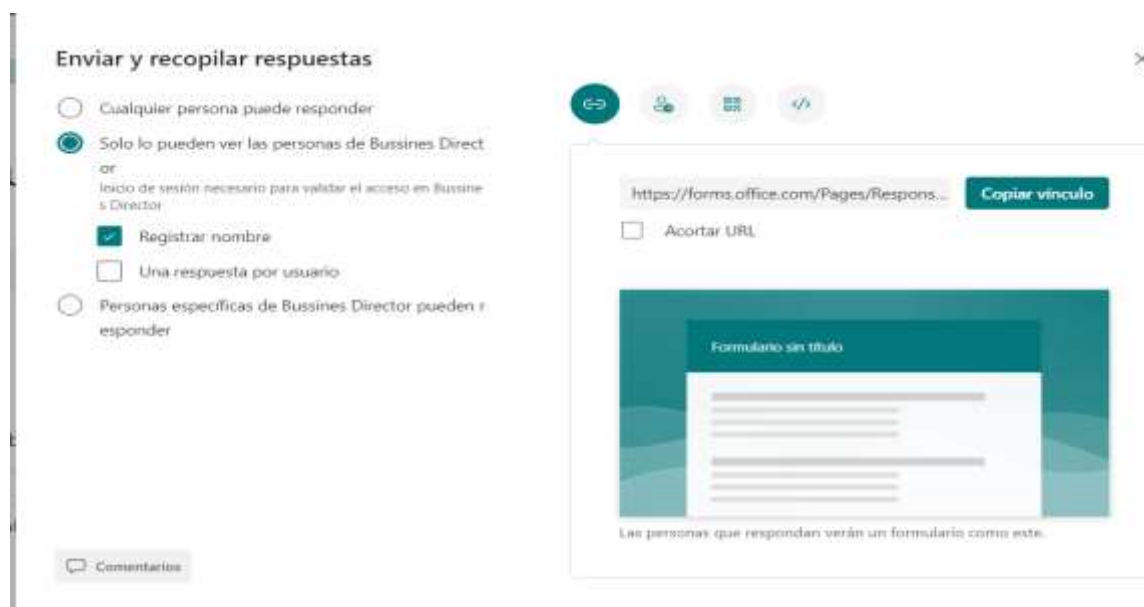 Enviar y recopilar respuestas
Cualquier persona puede responder
Solo lo pueden ver las personas de Bussines Direct
or
Inicio de sesión necesario para validar el acceso en Bussine
s Director
Registrar nombre
Una respuesta por usuario
Personas específicas de Bussines Director pueden r
esponder
Comentarios
https://forms.office.com/Pages/Respons...
Copiar vínculo
Acortar URL
Formulario sin título
Las personas que respondan verán un formulario como este.